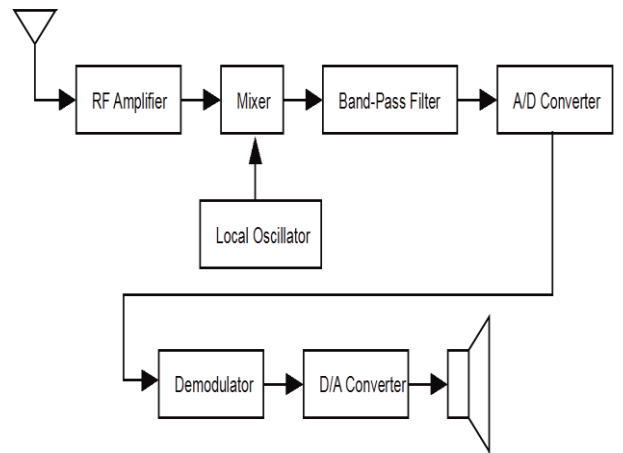 RF Amplifier
Mixer
Band-Pass Filter
A/D Converter
Local Oscillator
Demodulator
D/A Converter